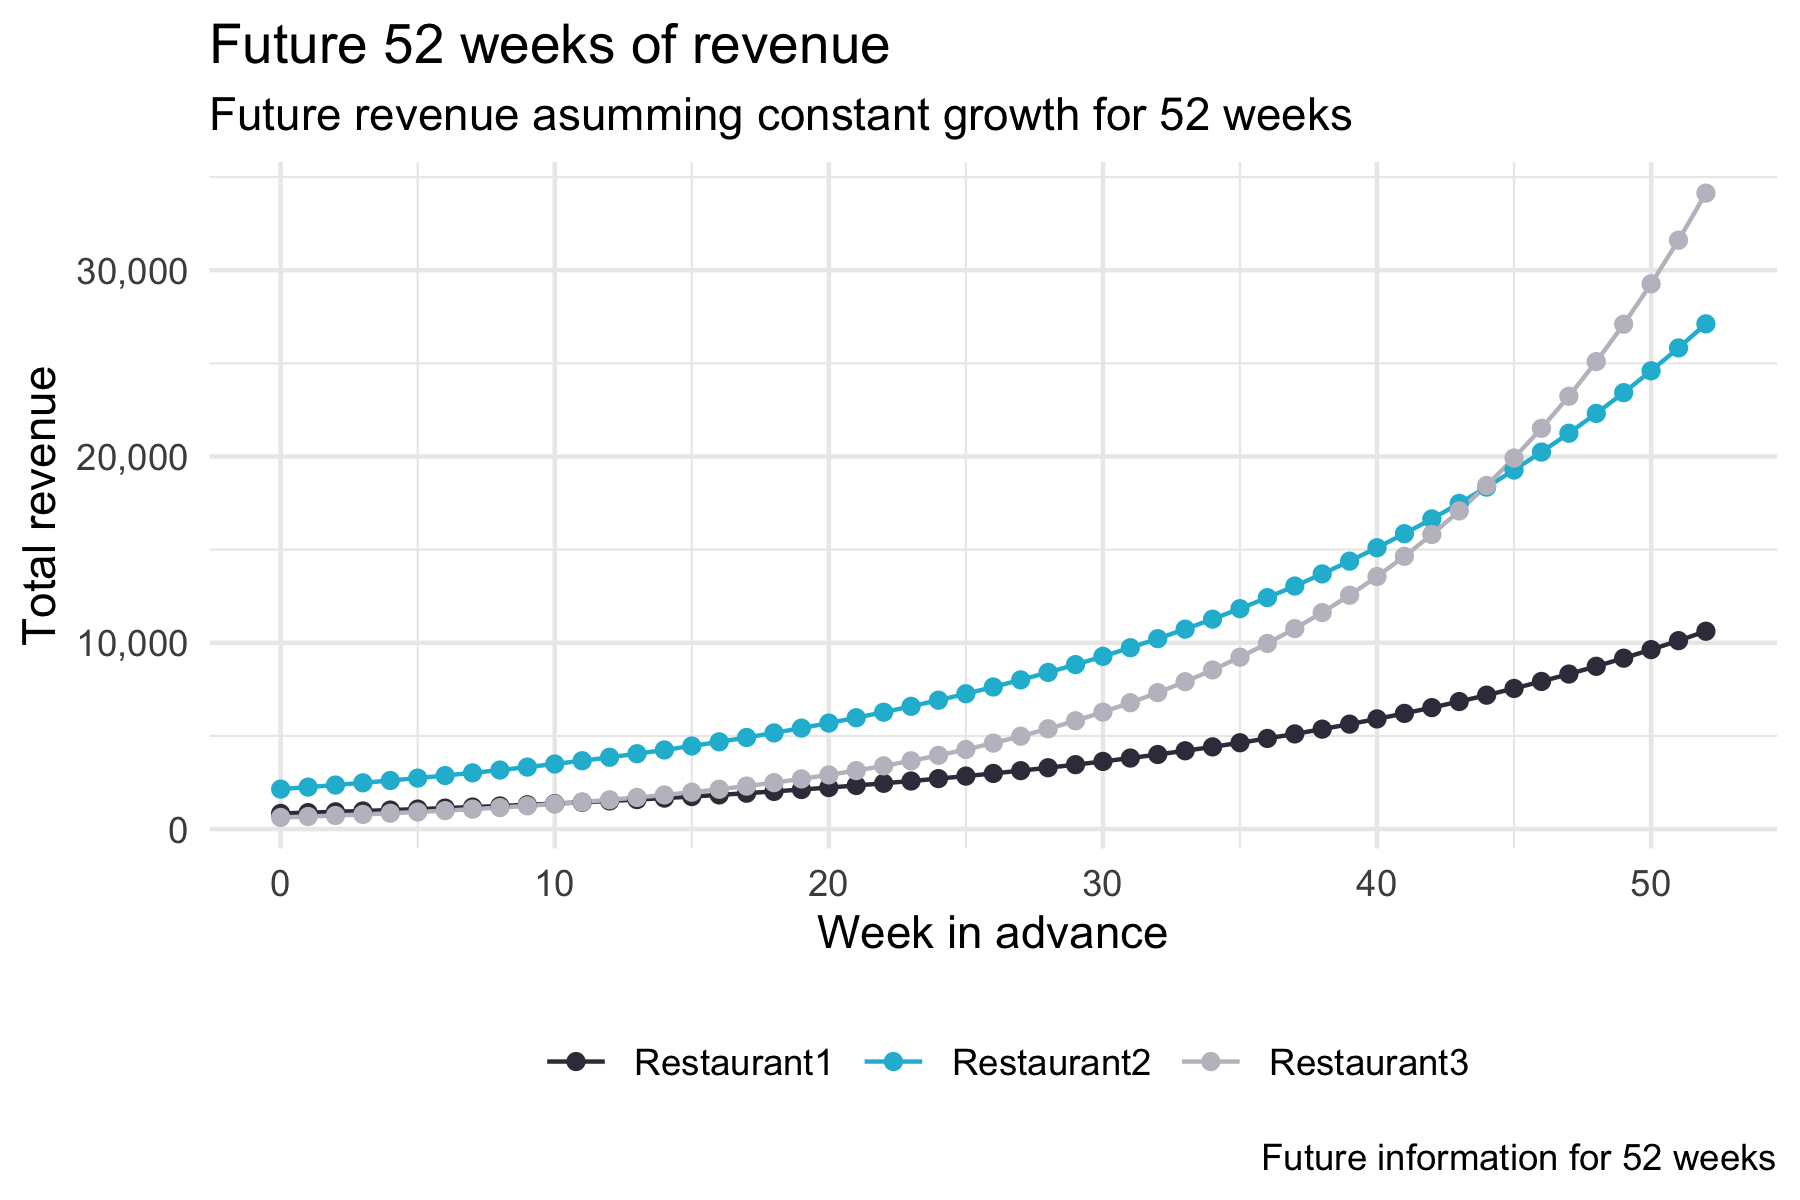 Future 52 weeks of revenue
Future revenue asumming constant growth for 52 weeks
Total revenue
30,000
20,000
10,000
0
0 10 20 30 40 50
Week in advance
Restaurant1 Restaurant2 Restaurant3
Future information for 52 weeks